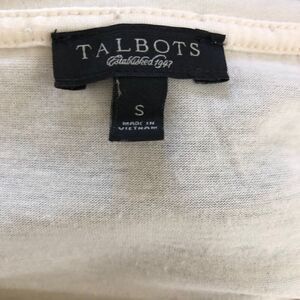 TALBOTS
Established 1947
S
MADE IN
VIETNAM